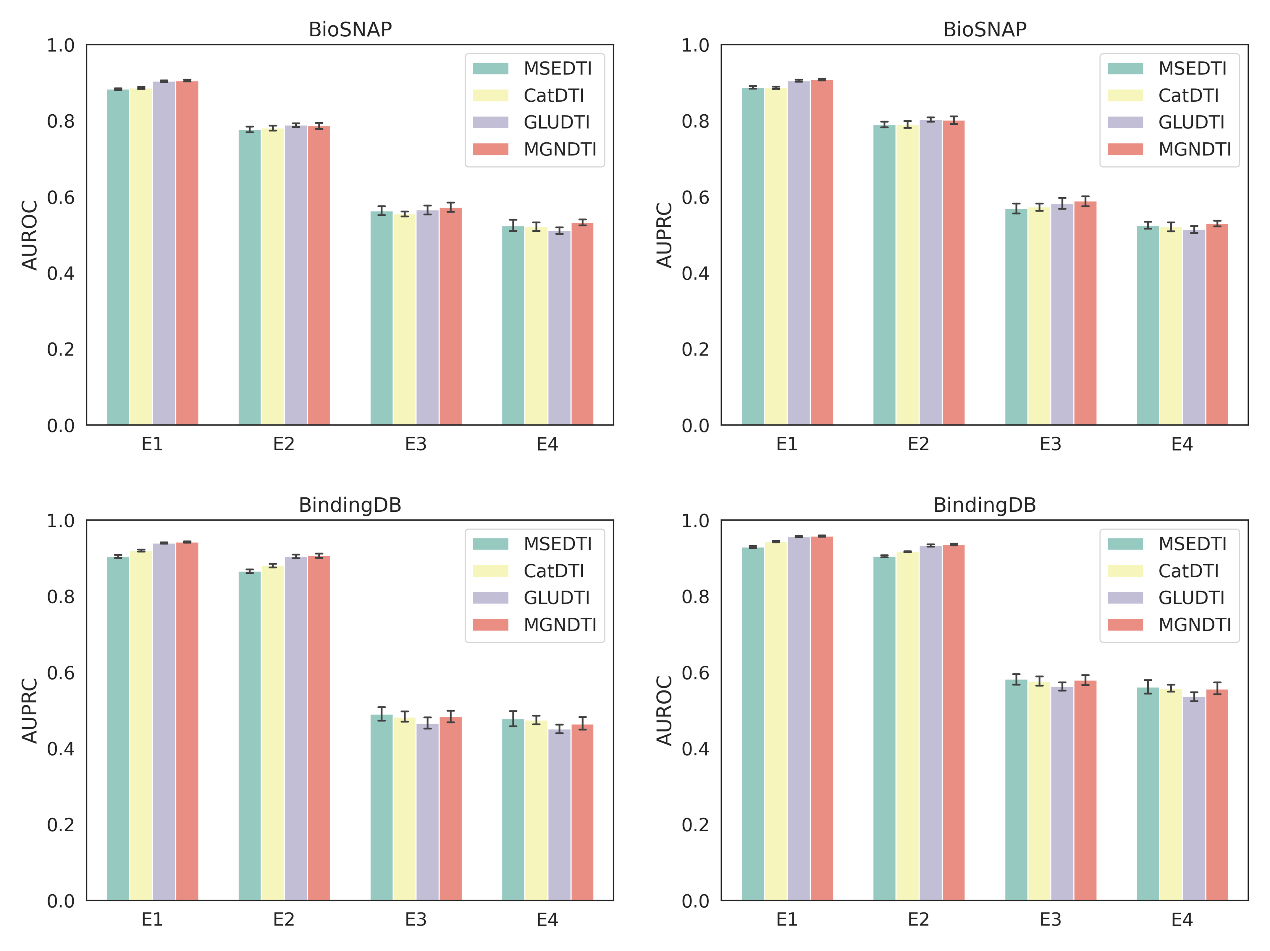 BioSNAP
1.0
0.8
0.6
0.4
0.2
0.0
AUROC
MSEDTI
CatDTI
GLUDTI
MGNDTI
E1 E2 E3 E4
BioSNAP
1.0
0.8
0.6
0.4
0.2
0.0
AUPRC
MSEDTI
CatDTI
GLUDTI
MGNDTI
E1 E2 E3 E4
BindingDB
1.0
0.8
0.6
0.4
0.2
0.0
AUPRC
MSEDTI
CatDTI
GLUDTI
MGNDTI
E1 E2 E3 E4
BindingDB
1.0
0.8
0.6
0.4
0.2
0.0
AUROC
MSEDTI
CatDTI
GLUDTI
MGNDTI
E1 E2 E3 E4